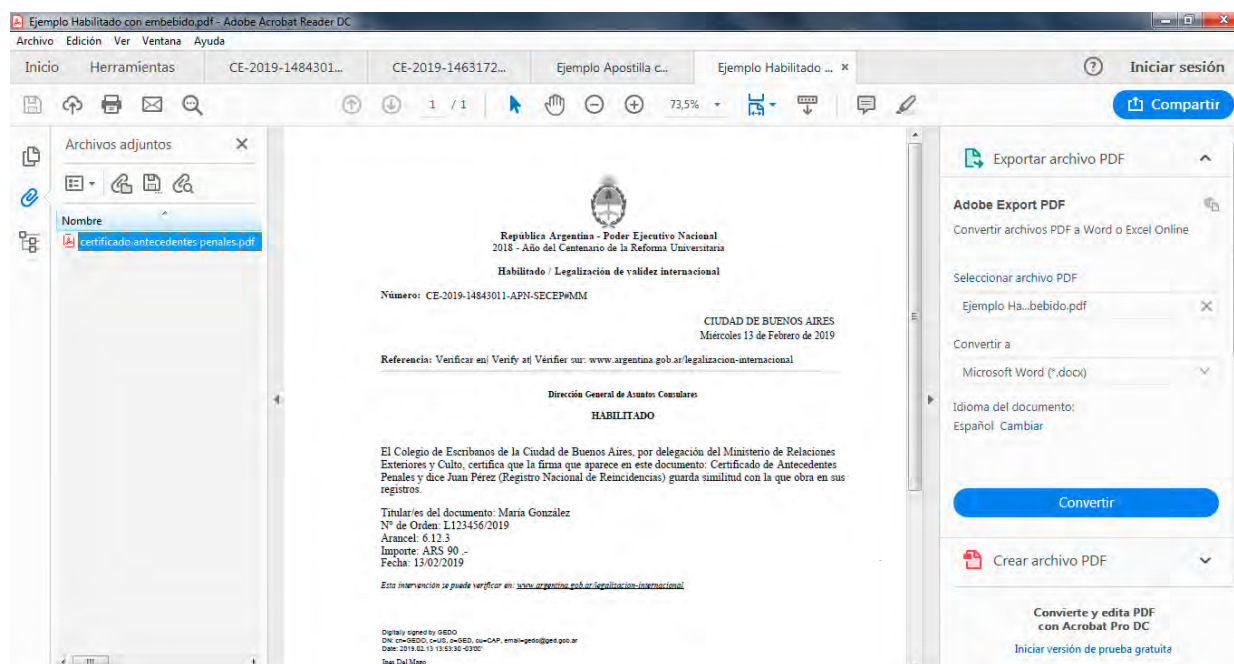 Ejemplo Habilitado con embebido.pdf - Adobe Acrobat Reader DC
Archivo Edición Ver Ventana Ayuda
Inicio Herramientas CE-2019-1484301... CE-2019-1463172... Ejemplo Apostilla c... Ejemplo Habilitado ... × ? Iniciar sesión
1 / 1 73,5% Compartir
Archivos adjuntos ×
Nombre
certificado antecedentes penales.pdf
República Argentina - Poder Ejecutivo Nacional
2018 - Año del Centenario de la Reforma Universitaria
Habilitado / Legalización de validez internacional
Número: CE-2019-14843011-APN-SECEP#MM
CIUDAD DE BUENOS AIRES
Miércoles 13 de Febrero de 2019
Referencia: Verificar en| Verify at| Vérifier sur: www.argentina.gob.ar/legalizacion-internacional
Dirección General de Asuntos Consulares
HABILITADO
El Colegio de Escribanos de la Ciudad de Buenos Aires, por delegación del Ministerio de Relaciones
Exteriores y Culto, certifica que la firma que aparece en este documento: Certificado de Antecedentes
Penales y dice Juan Pérez (Registro Nacional de Reincidencias) guarda similitud con la que obra en sus
registros.
Titular/es del documento: María González
Nº de Orden: L123456/2019
Arancel: 6.12.3
Importe: ARS 90 .-
Fecha: 13/02/2019
Esta intervención se puede verificar en: www.argentina.gob.ar/legalizacion-internacional
Digitally signed by GEDO
DN: cn=GEDO, c=US, o=GED, ou=CAP, email=gedo@ged.gob.ar
Date: 2019.02.13 13:53:30 -03'00'
Exportar archivo PDF
Adobe Export PDF
Convertir archivos PDF a Word o Excel Online
Seleccionar archivo PDF
Ejemplo Ha...bebido.pdf ×
Convertir a
Microsoft Word (*.docx)
Idioma del documento:
Español Cambiar
Convertir
Crear archivo PDF
Convierte y edita PDF
con Acrobat Pro DC
Iniciar versión de prueba gratuita